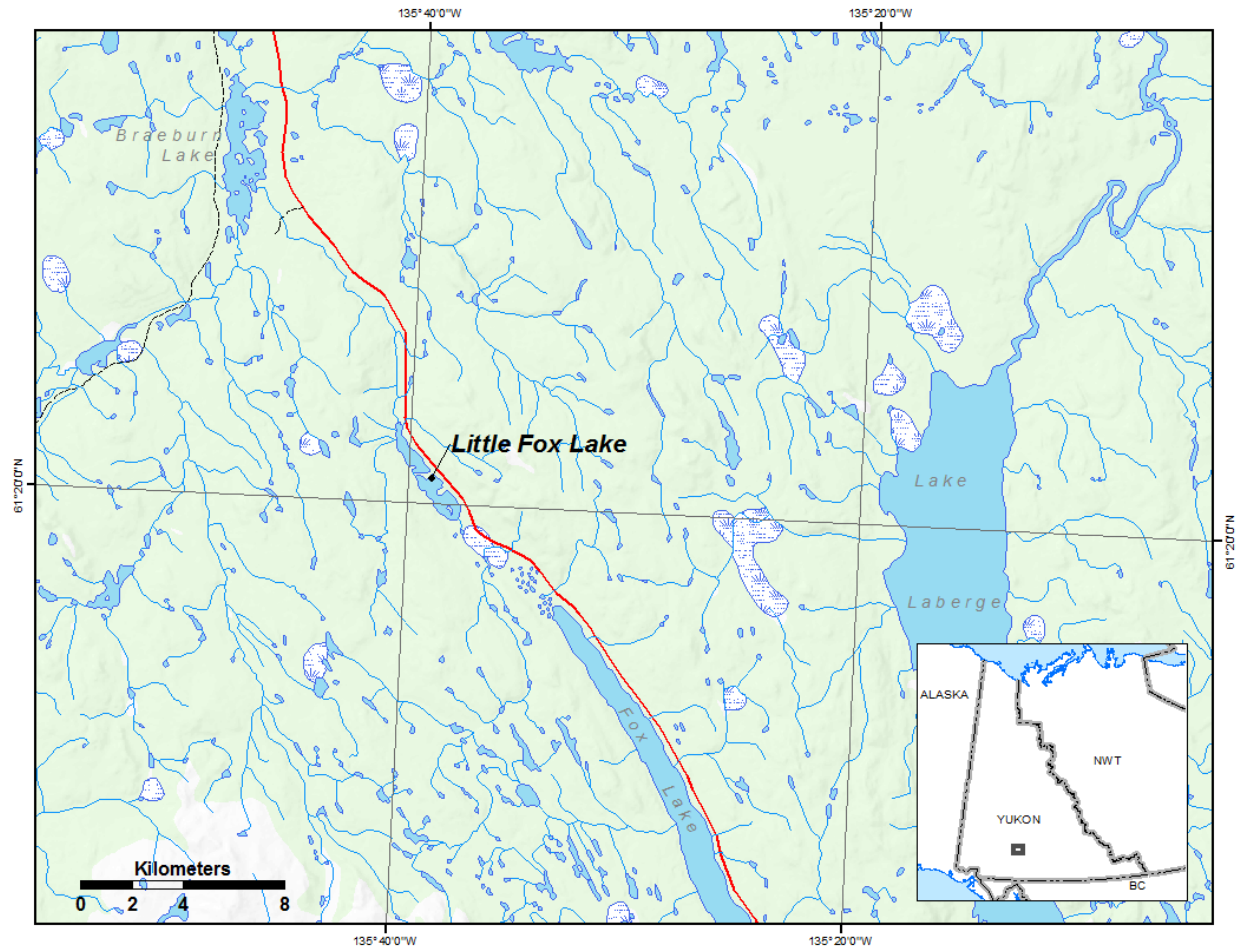 135°40'0"W
135°20'0"W
Braeburn
Lake
Little Fox Lake
61°20'0"N
Lake
61°20'0"N
Laberge
Fox
Lake
ALASKA
NWT
YUKON
BC
Kilometers
0 2 4 8
135°40'0"W
135°20'0"W